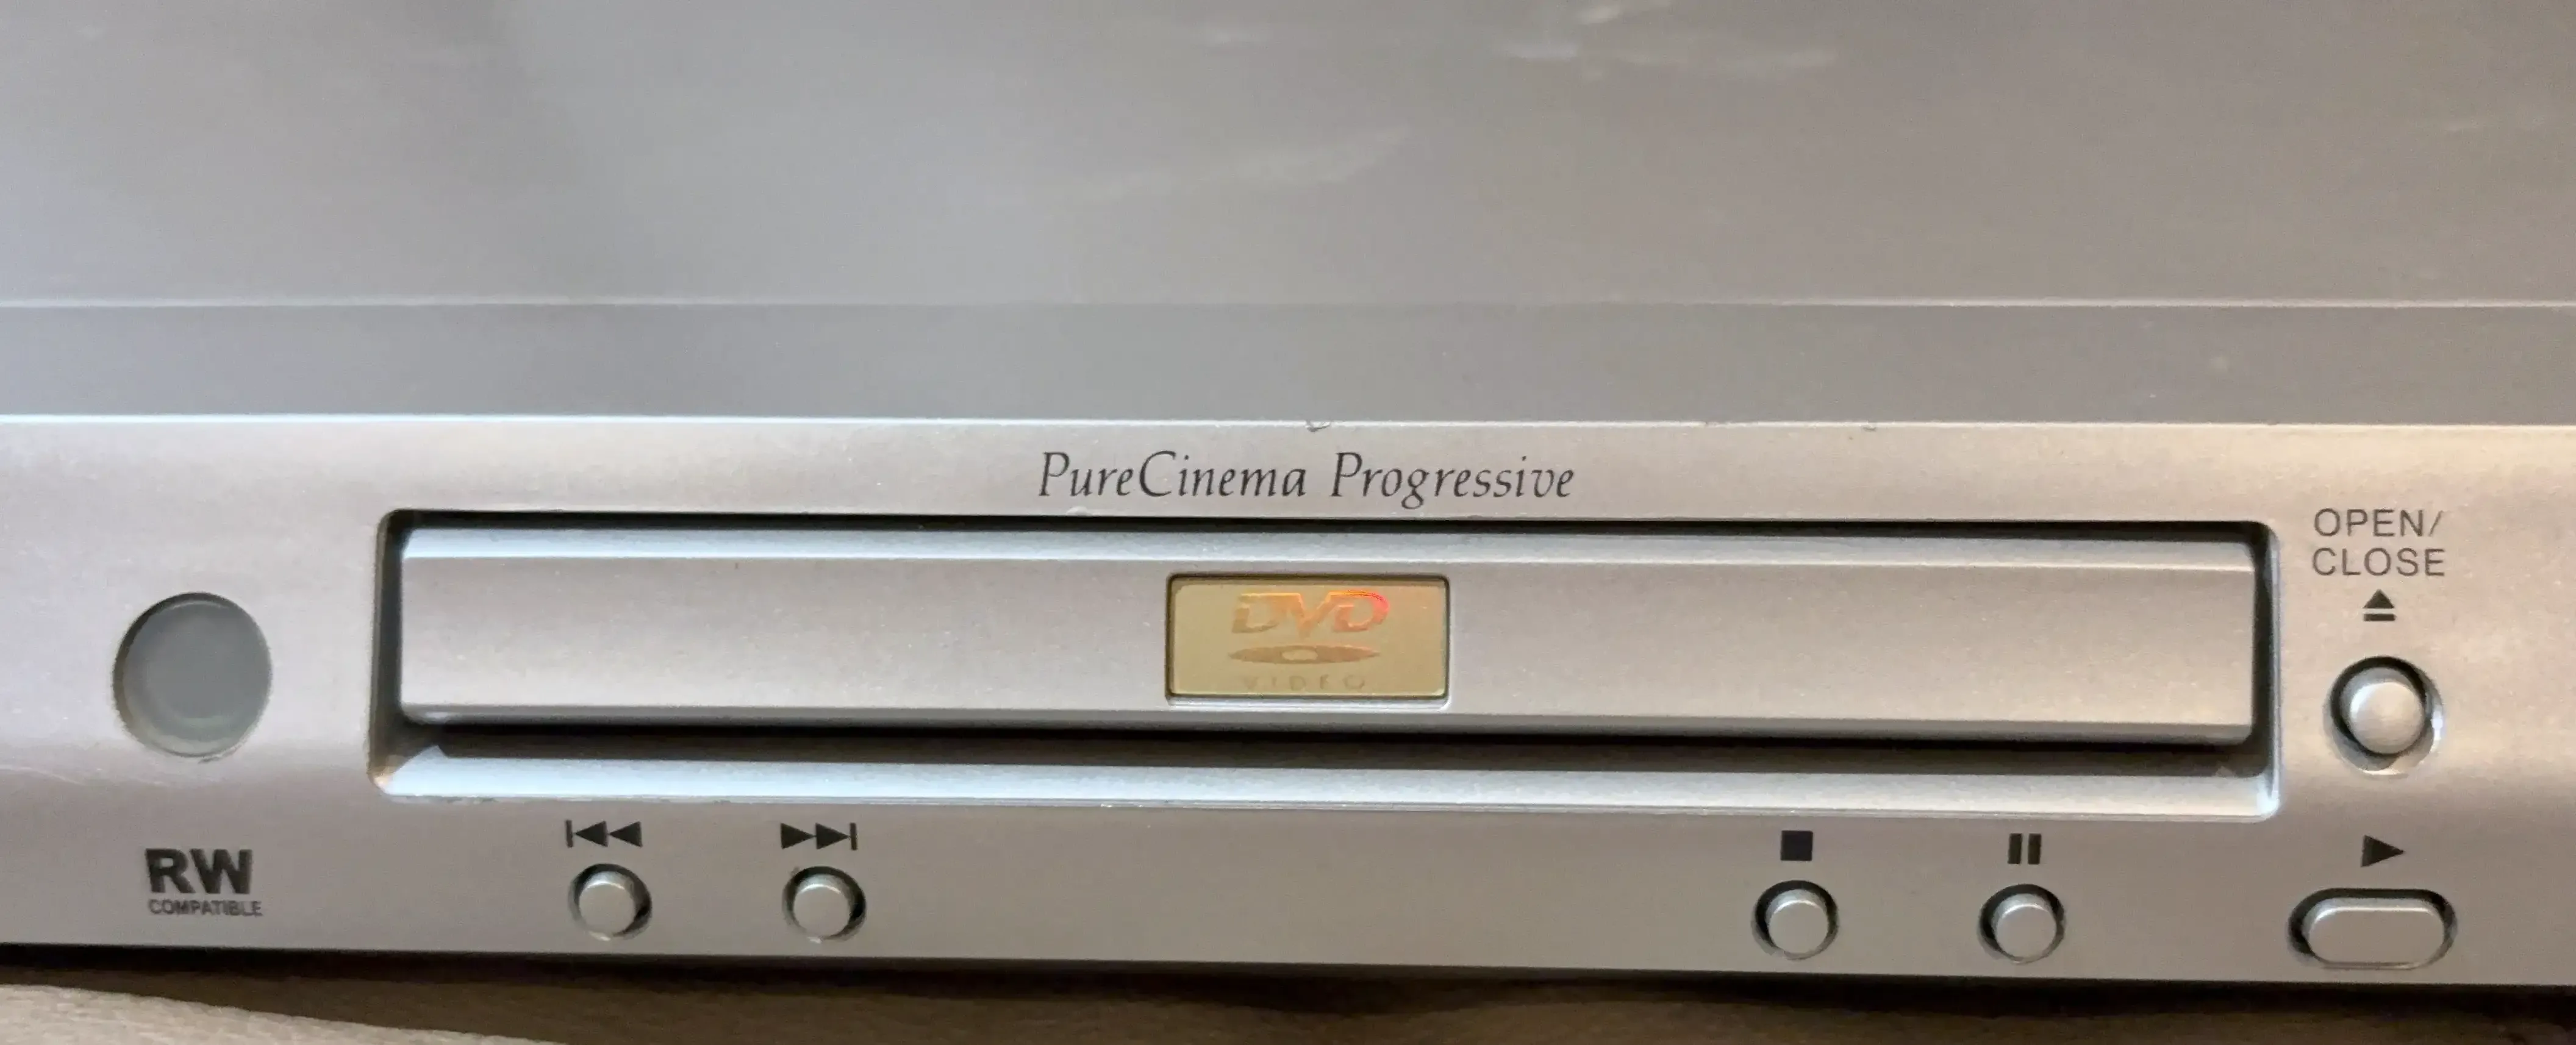 PureCinema Progressive
OPEN/
CLOSE
DVD
VIDEO
RW
COMPATIBLE